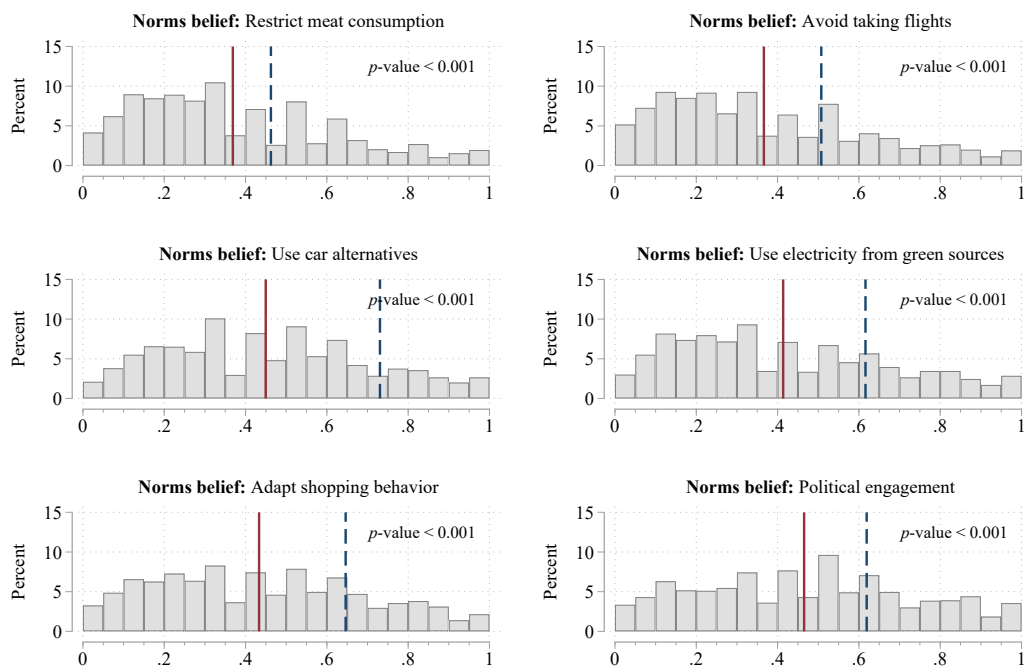 Norms belief: Restrict meat consumption
Percent
15
10
5
0
p-value < 0.001
0 .2 .4 .6 .8 1
Norms belief: Avoid taking flights
Percent
15
10
5
0
p-value < 0.001
0 .2 .4 .6 .8 1
Norms belief: Use car alternatives
Percent
15
10
5
0
p-value < 0.001
0 .2 .4 .6 .8 1
Norms belief: Use electricity from green sources
Percent
15
10
5
0
p-value < 0.001
0 .2 .4 .6 .8 1
Norms belief: Adapt shopping behavior
Percent
15
10
5
0
p-value < 0.001
0 .2 .4 .6 .8 1
Norms belief: Political engagement
Percent
15
10
5
0
p-value < 0.001
0 .2 .4 .6 .8 1